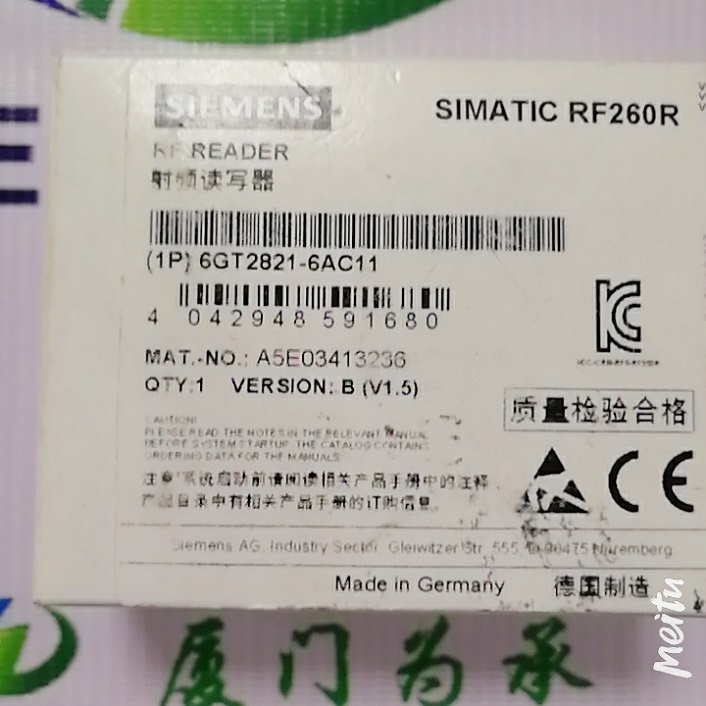 SIEMENS
SIMATIC RF260R
RF READER
射频读写器
(1P) 6GT2821-6AC11
4 042948 591680
MAT.-NO.: A5E03413236
QTY:1 VERSION: B (V1.5)
质量检验合格
CAUTION!
PLEASE READ THE NOTES IN THE RELEVANT MANUAL
BEFORE SYSTEM STARTUP. THE CATALOG CONTAINS
ORDERING DATA FOR THE MANUALS
注意 系统启动前请阅读相关产品手册中的注释
产品目录中有相关产品手册的订购信息.
CE
Siemens AG, Industry Sector, Gleiwitzer Str. 555, D-90475 Nuremberg
Made in Germany 德国制造
meitu
厦门为承